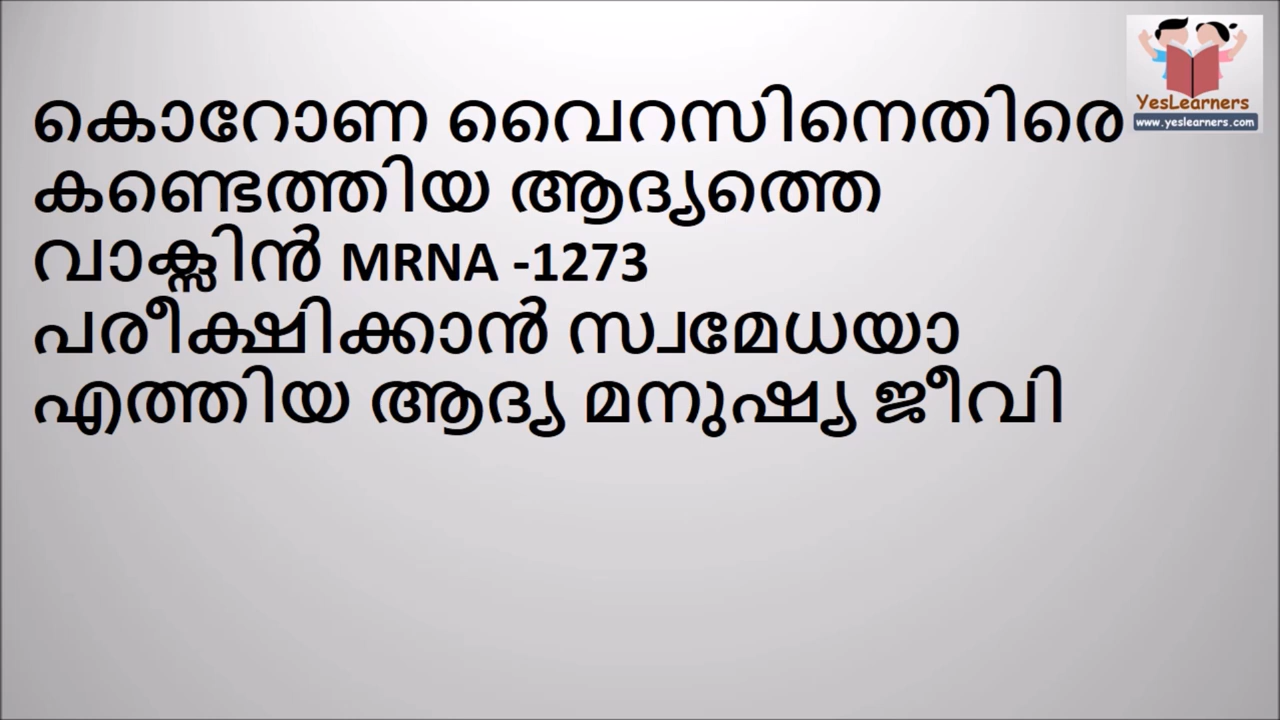 കൊറോണ വൈറസിനെതിരെ
കണ്ടെത്തിയ ആദ്യത്തെ
വാക്സിൻ MRNA -1273
പരീക്ഷിക്കാൻ സ്വമേധയാ
എത്തിയ ആദ്യ മനുഷ്യ ജീവി
YesLearners
www.yeslearners.com